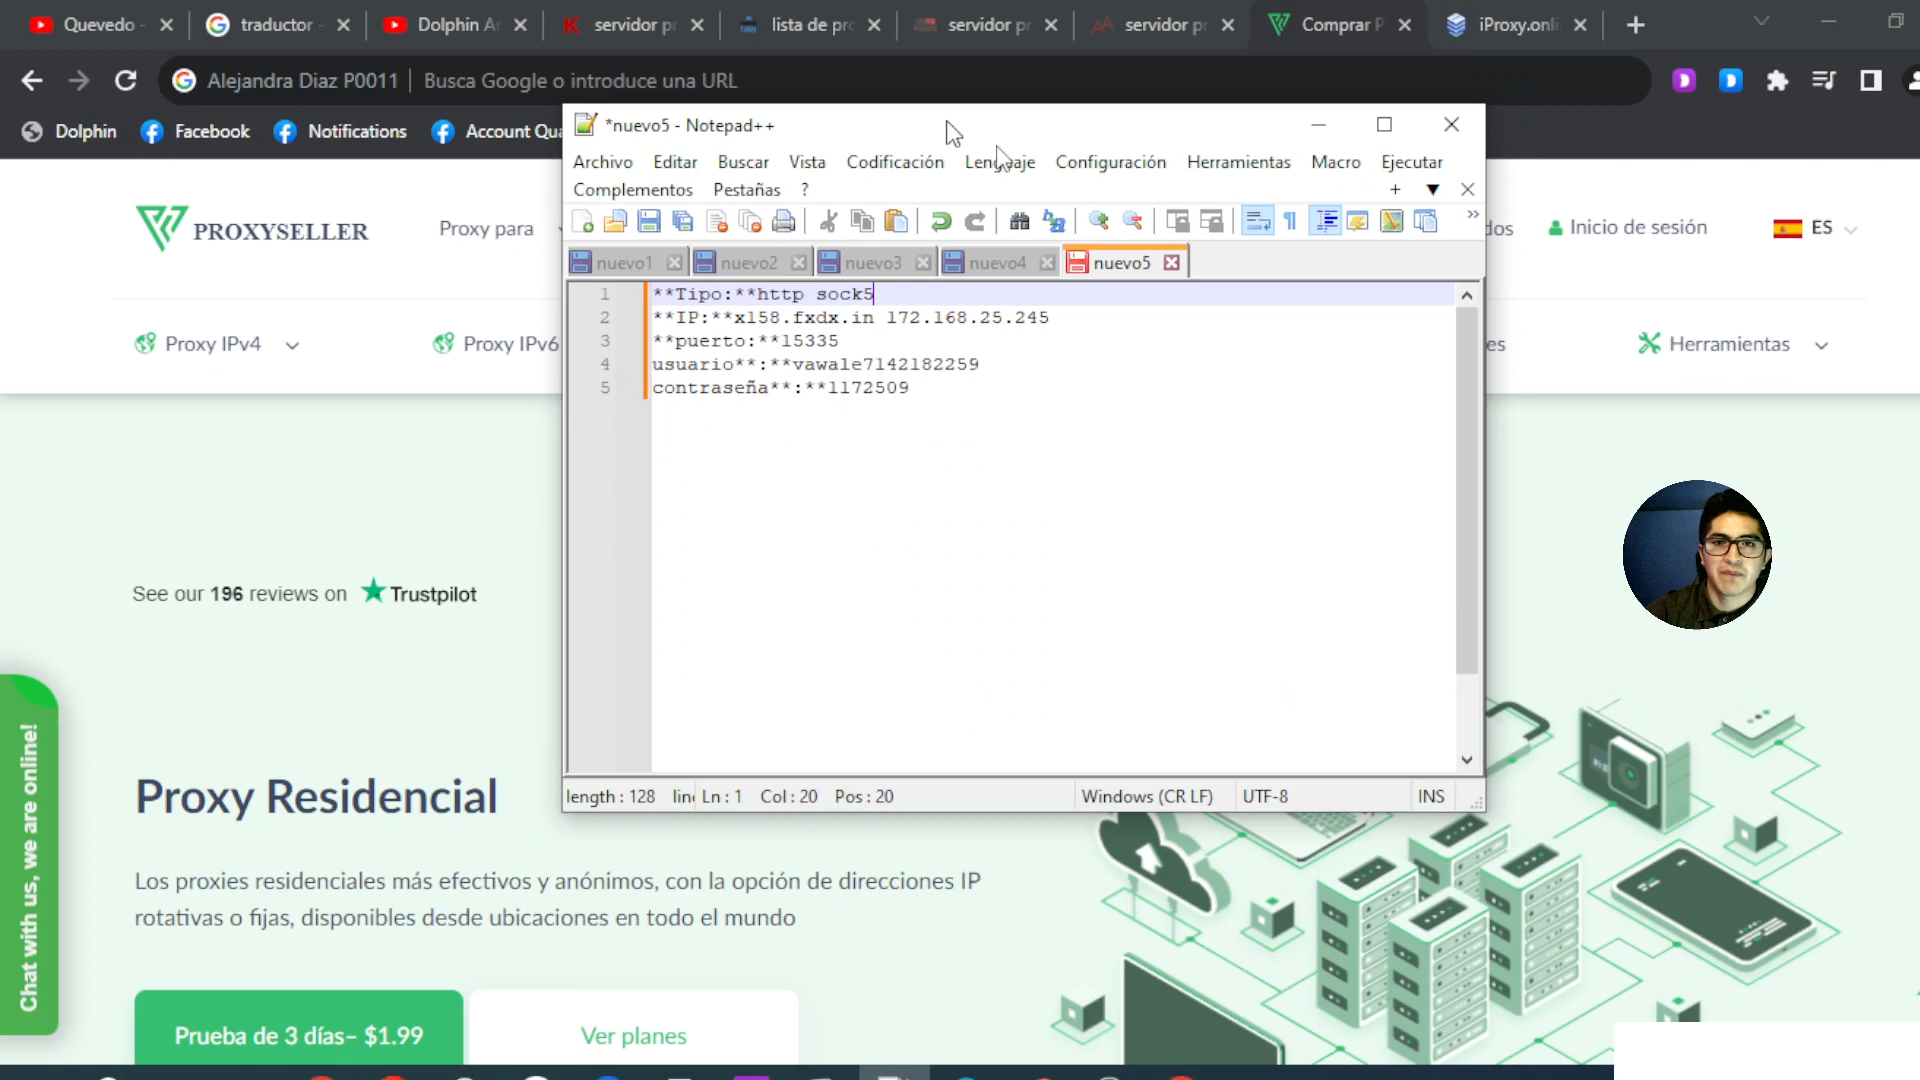 Quevedo -
traductor -
Dolphin A
servidor pr
lista de pro
servidor pr
servidor pr
Comprar P
iProxy.onli
Alejandra Diaz P0011 | Busca Google o introduce una URL
Dolphin
Facebook
Notifications
Account Qua
*nuevo5 - Notepad++
Archivo Editar Buscar Vista Codificación Lenguaje Configuración Herramientas Macro Ejecutar
Complementos Pestañas ?
nuevo1 nuevo2 nuevo3 nuevo4 nuevo5
1 **Tipo:**http sock5
2 **IP:**x158.fxdx.in 172.168.25.245
3 **puerto:**15335
4 usuario**:**vawale7142182259
5 contraseña**:**1172509
length : 128 lin Ln : 1 Col : 20 Pos : 20 Windows (CR LF) UTF-8 INS
PROXYSELLER
Proxy para
dos
Inicio de sesión
ES
Proxy IPv4
Proxy IPv6
es
Herramientas
See our 196 reviews on Trustpilot
Chat with us, we are online!
Proxy Residencial
Los proxies residenciales más efectivos y anónimos, con la opción de direcciones IP
rotativas o fijas, disponibles desde ubicaciones en todo el mundo
Prueba de 3 días– $1.99
Ver planes